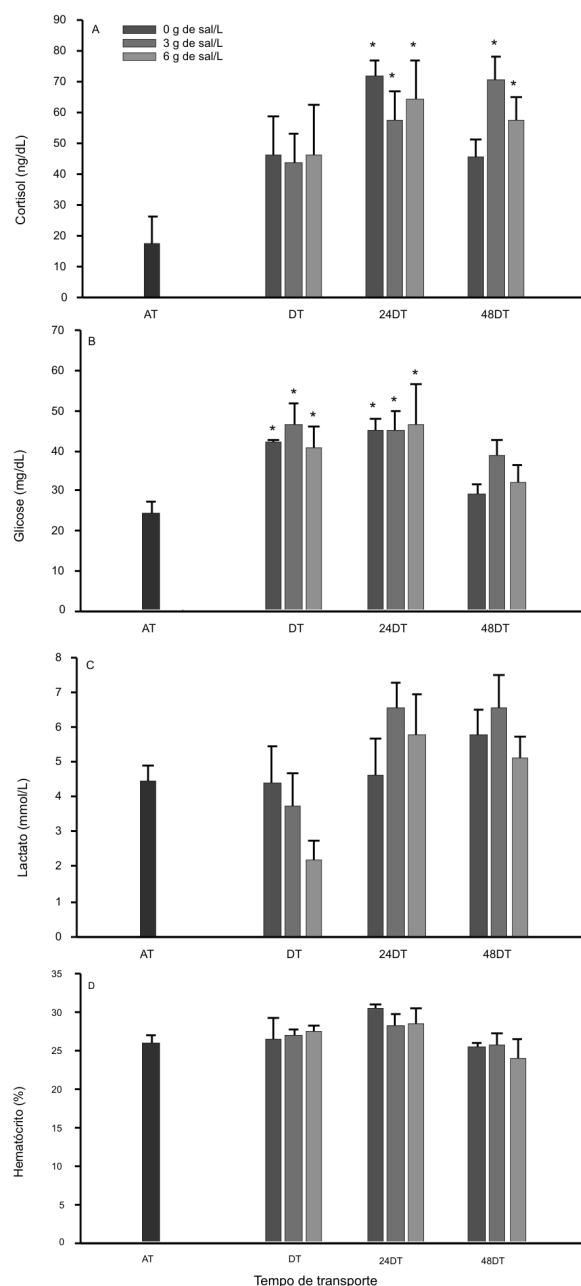 A
0 g de sal/L
3 g de sal/L
6 g de sal/L
90
80
70
60
50
40
30
20
10
0
Cortisol (ng/dL)
* * *
* *
AT DT 24DT 48DT
B
70
60
50
40
30
20
10
0
Glicose (mg/dL)
* * *
* * *
AT DT 24DT 48DT
C
8
7
6
5
4
3
2
1
0
Lactato (mmol/L)
AT DT 24DT 48DT
D
35
30
25
20
15
10
5
0
Hematócrito (%)
AT DT 24DT 48DT
Tempo de transporte